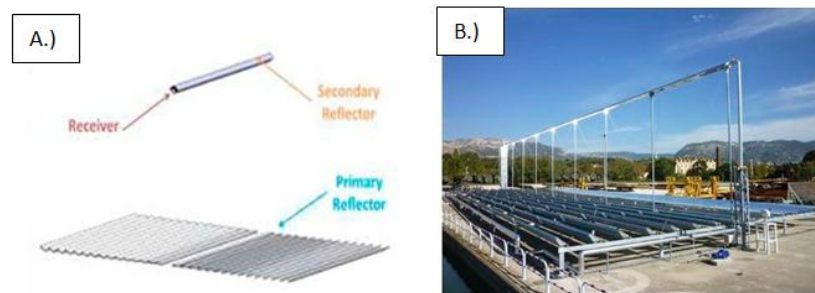 A.)
Secondary
Reflector
Receiver
Primary
Reflector
B.)